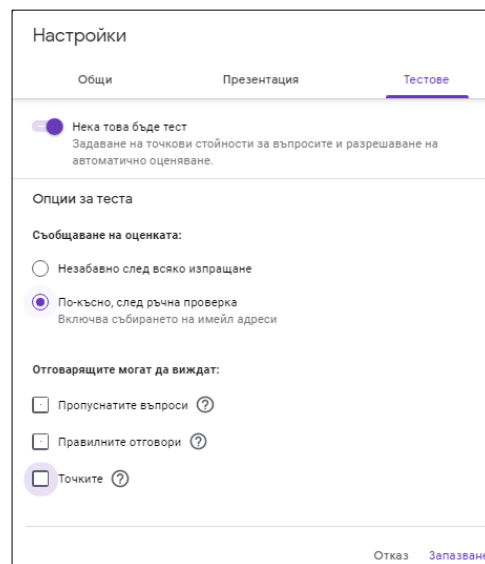 Настройки
Общи Презентация Тестове
Нека това бъде тест
Задаване на точкови стойности за въпросите и разрешаване на
автоматично оценяване.
Опции за теста
Съобщаване на оценката:
Незабавно след всяко изпращане
По-късно, след ръчна проверка
Включва събирането на имейл адреси
Отговарящите могат да виждат:
Пропуснатите въпроси ?
Правилните отговори ?
Точките ?
Отказ Запазване